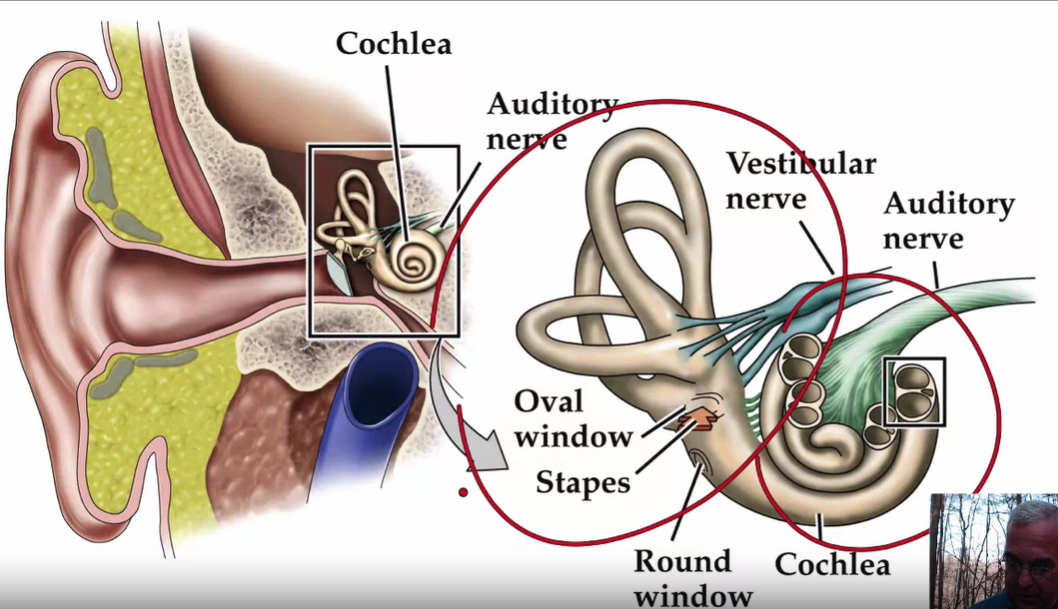 Cochlea
Auditory
nerve
Vestibular
nerve
Auditory
nerve
Oval
window
Stapes
Round
window
Cochlea